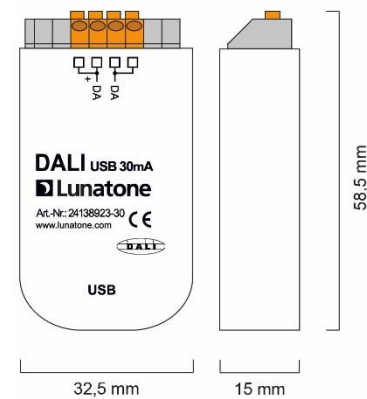 +
DA DA
DALI USB 30mA
Lunatone
Art.-Nr.: 24138923-30 CE
www.lunatone.com
DALI
USB
58.5 mm
32,5 mm
15 mm